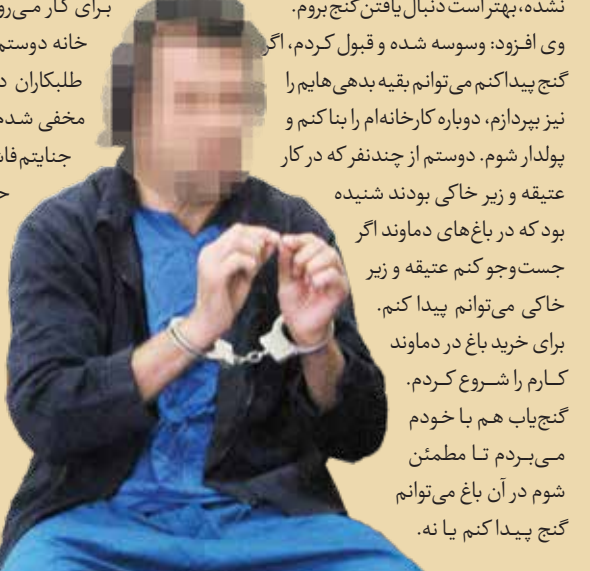 نشده، بهتر است دنبال یافتن گنج بروم.
وی افزود: وسوسه شده و قبول کردم، اگر
گنج پیدا کنم می‌توانم بقیه بدهی‌هایم را
نیز بپردازم، دوباره کارخانه‌ام را بنا کنم و
پولدار شوم. دوستم از چندنفر که در کار
عتیقه و زیر خاکی بودند شنیده
بود که در باغ‌های دماوند اگر
جست‌وجو کنم عتیقه و زیر
خاکی می‌توانم پیدا کنم.
برای خرید باغ در دماوند
کارم را شروع کردم.
گنج‌یاب هم با خودم
می‌بردم تا مطمئن
شوم در آن باغ می‌توانم
گنج پیدا کنم یا نه.
برای کار می‌رو
خانه دوستم
طلبکاران د
مخفی شدم
جنایتم فاش